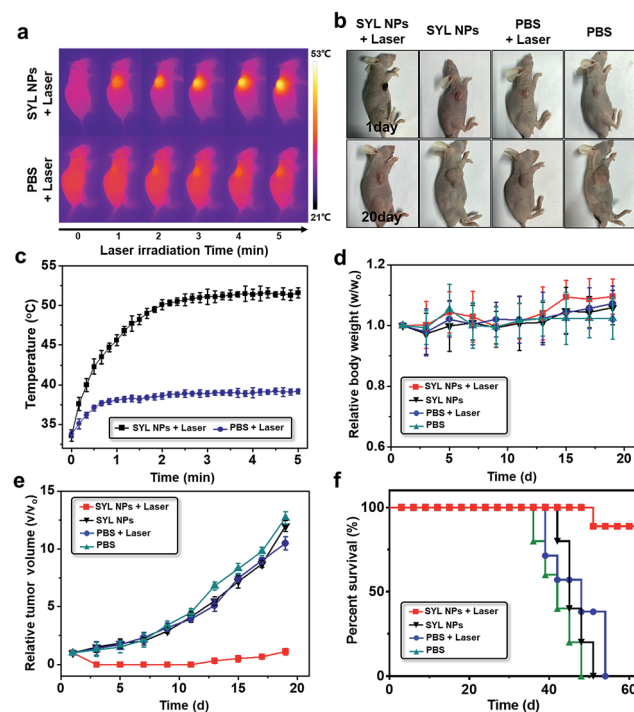 a
53℃
SYL NPs
+ Laser
PBS
+ Laser
21℃
0 1 2 3 4 5
Laser irradiation Time (min)
b
SYL NPs
+ Laser
SYL NPs
PBS
+ Laser
PBS
1day
20day
c
Temperature (°C)
55
50
45
40
35
SYL NPs + Laser
PBS + Laser
0 1 2 3 4 5
Time (min)
d
Relative body weight (w/w₀)
1.2
1.0
0.8
0.6
SYL NPs + Laser
SYL NPs
PBS + Laser
PBS
0 5 10 15 20
Time (d)
e
Relative tumor volume (v/v₀)
15
10
5
0
SYL NPs + Laser
SYL NPs
PBS + Laser
PBS
0 5 10 15 20
Time (d)
f
Percent survival (%)
100
50
0
SYL NPs + Laser
SYL NPs
PBS + Laser
PBS
0 20 40 60
Time (d)